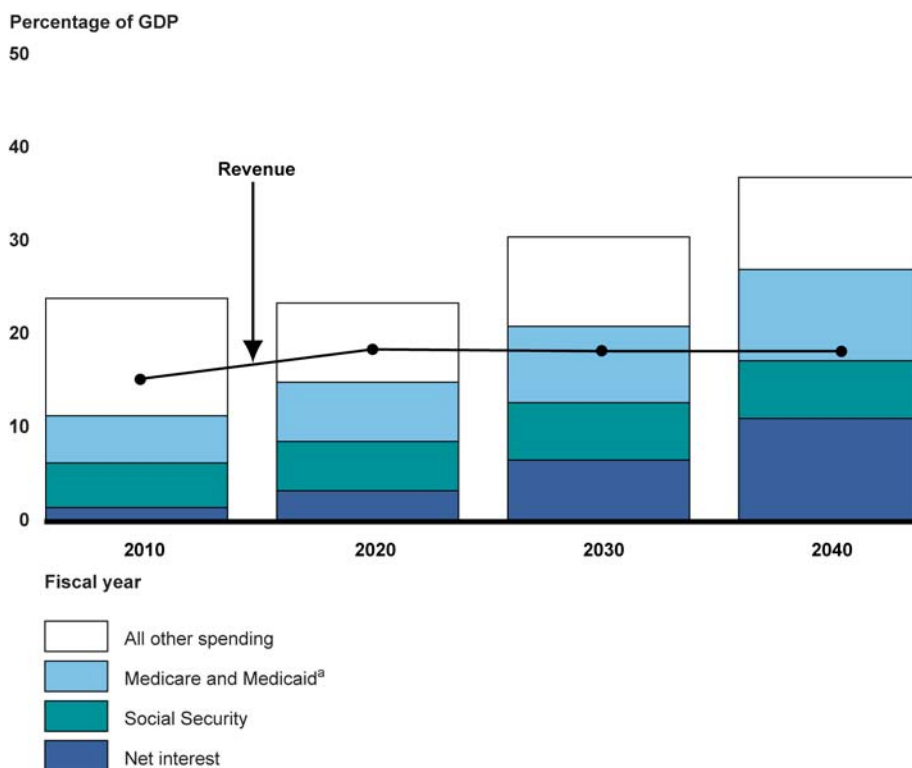 Percentage of GDP
50
40
Revenue
30
20
10
0
2010 2020 2030 2040
Fiscal year
All other spending
Medicare and Medicaidᵃ
Social Security
Net interest